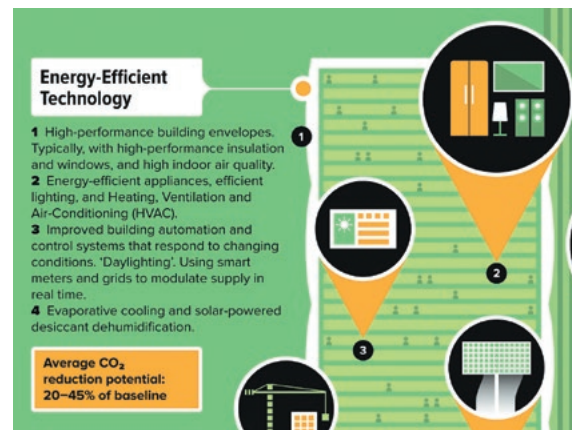 Energy-Efficient
Technology
1 High-performance building envelopes.
Typically, with high-performance insulation
and windows, and high indoor air quality.
2 Energy-efficient appliances, efficient
lighting, and Heating, Ventilation and
Air-Conditioning (HVAC).
3 Improved building automation and
control systems that respond to changing
conditions. ‘Daylighting’. Using smart
meters and grids to modulate supply in
real time.
4 Evaporative cooling and solar-powered
desiccant dehumidification.
Average CO₂
reduction potential:
20–45% of baseline
1
2
3